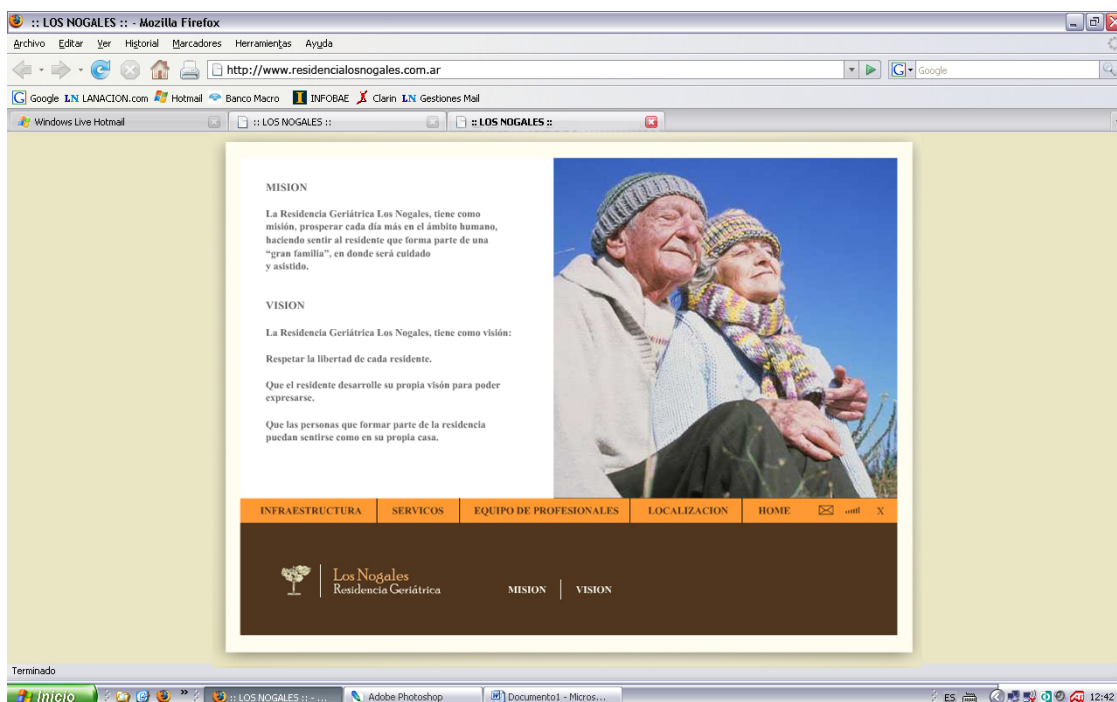 :: LOS NOGALES :: - Mozilla Firefox
Archivo Editar Ver Historial Marcadores Herramientas Ayuda
http://www.residencialosnogales.com.ar
G Google
Google LN LANACION.com Hotmail Banco Macro INFOBAE Clarin LN Gestiones Mail
Windows Live Hotmail :: LOS NOGALES :: :: LOS NOGALES ::
MISION
La Residencia Geriátrica Los Nogales, tiene como
misión, prosperar cada día más en el ámbito humano,
haciendo sentir al residente que forma parte de una
“gran familia”, en donde será cuidado
y asistido.
VISION
La Residencia Geriátrica Los Nogales, tiene como visión:
Respetar la libertad de cada residente.
Que el residente desarrolle su propia visón para poder
expresarse.
Que las personas que formar parte de la residencia
puedan sentirse como en su propia casa.
INFRAESTRUCTURA SERVICOS EQUIPO DE PROFESIONALES LOCALIZACION HOME X
Los Nogales
Residencia Geriátrica
MISION VISION
Terminado
Inicio :: LOS NOGALES :: - ... Adobe Photoshop Documento1 - Micros... ES 12:42